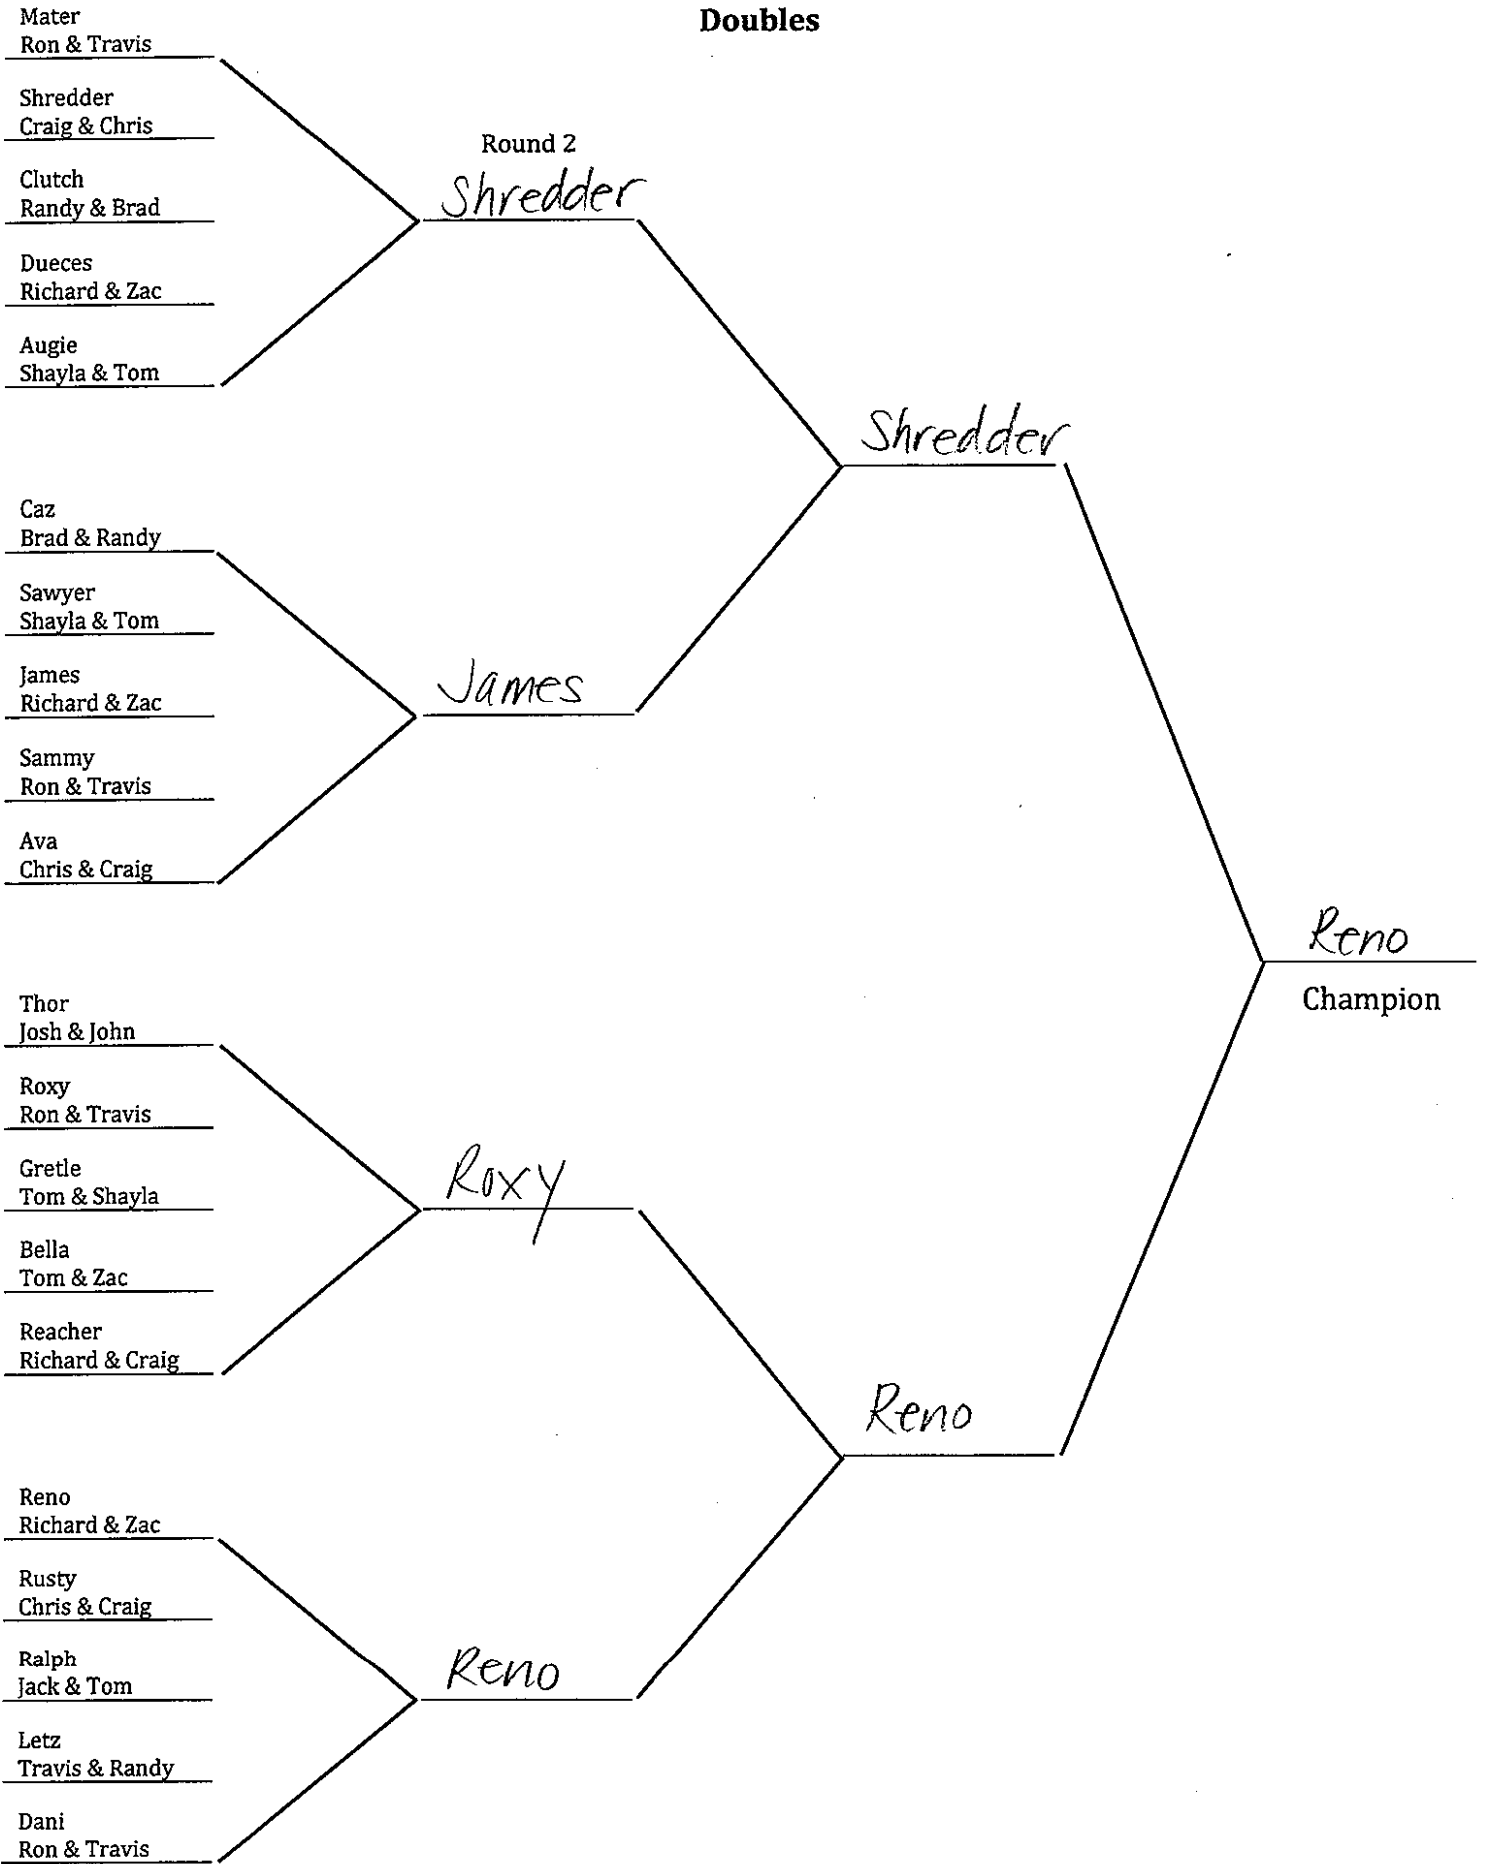 Doubles
Mater
Ron & Travis
Shredder
Craig & Chris
Clutch
Randy & Brad
Dueces
Richard & Zac
Augie
Shayla & Tom
Caz
Brad & Randy
Sawyer
Shayla & Tom
James
Richard & Zac
Sammy
Ron & Travis
Ava
Chris & Craig
Thor
Josh & John
Roxy
Ron & Travis
Gretle
Tom & Shayla
Bella
Tom & Zac
Reacher
Richard & Craig
Reno
Richard & Zac
Rusty
Chris & Craig
Ralph
Jack & Tom
Letz
Travis & Randy
Dani
Ron & Travis
Round 2
Shredder
James
Roxy
Reno
Shredder
Reno
Reno
Champion